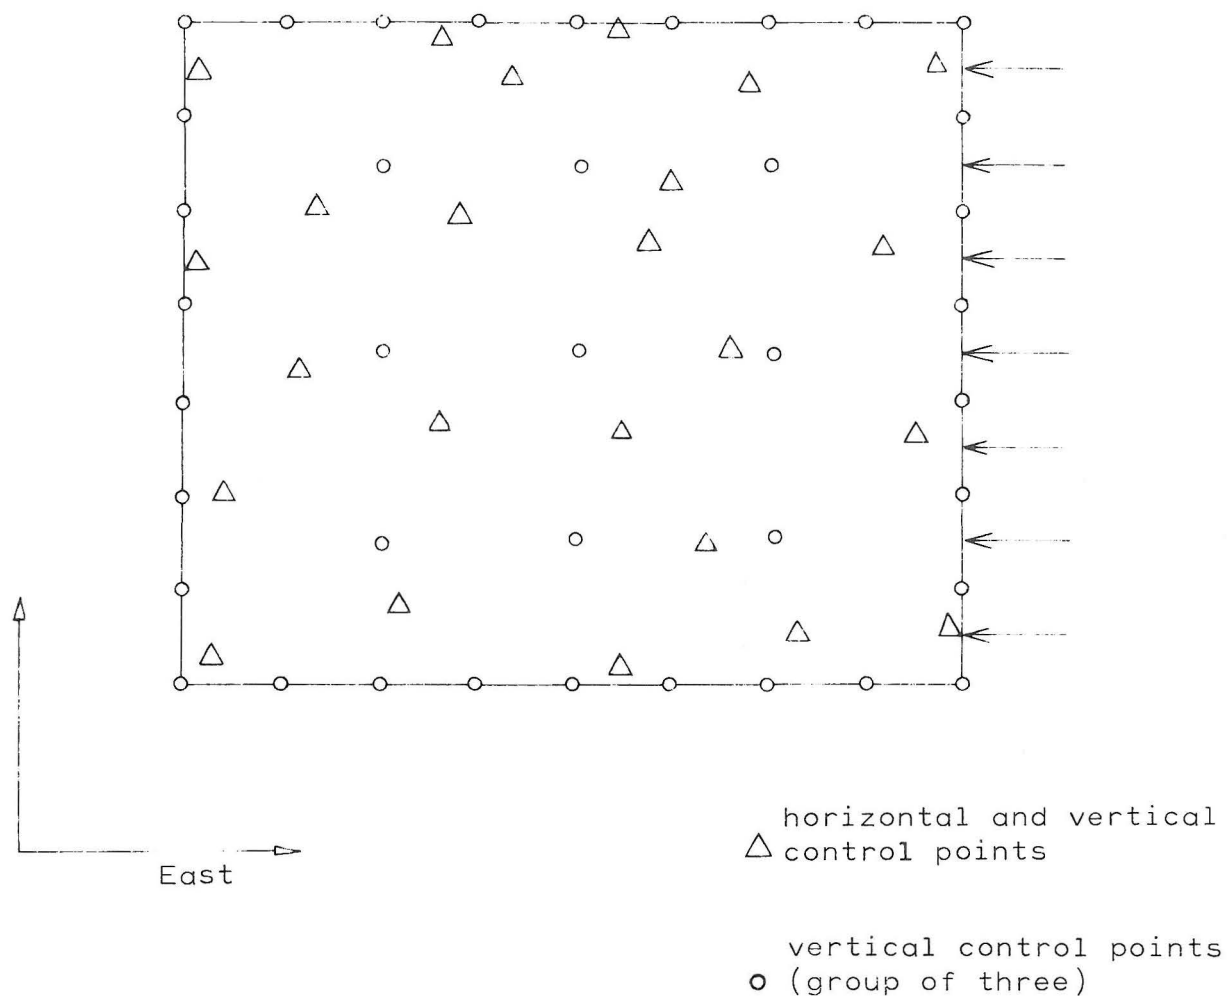 East
horizontal and vertical
control points
vertical control points
(group of three)